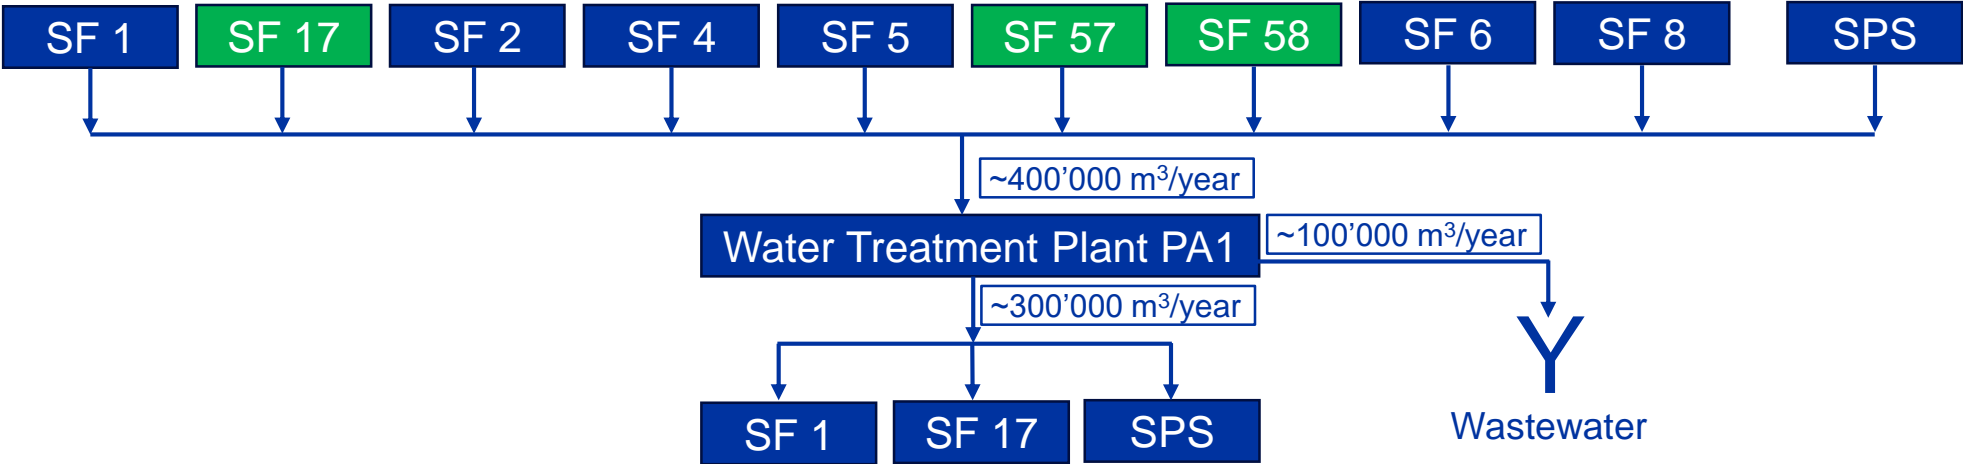 SF 1
SF 17
SF 2
SF 4
SF 5
SF 57
SF 58
SF 6
SF 8
SPS
~400’000 m³/year
Water Treatment Plant PA1
~100’000 m³/year
~300’000 m³/year
SF 1
SF 17
SPS
Wastewater